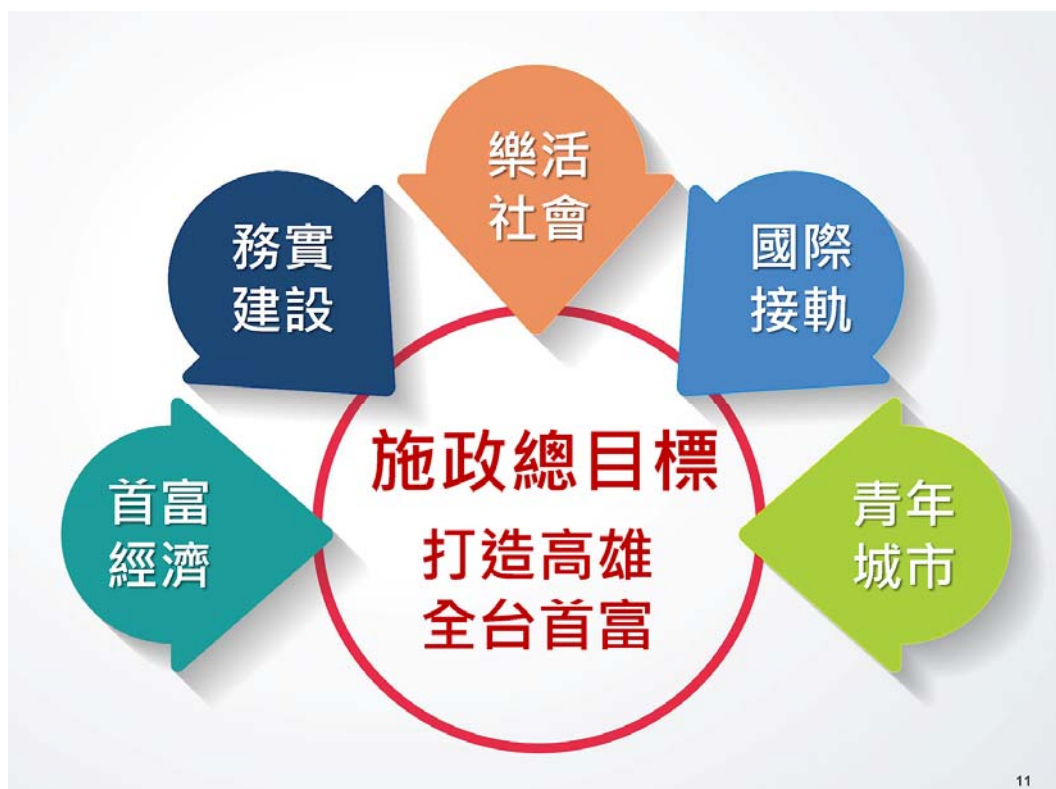 樂活
社會
務實
建設
國際
接軌
首富
經濟
施政總目標
打造高雄
全台首富
青年
城市
11